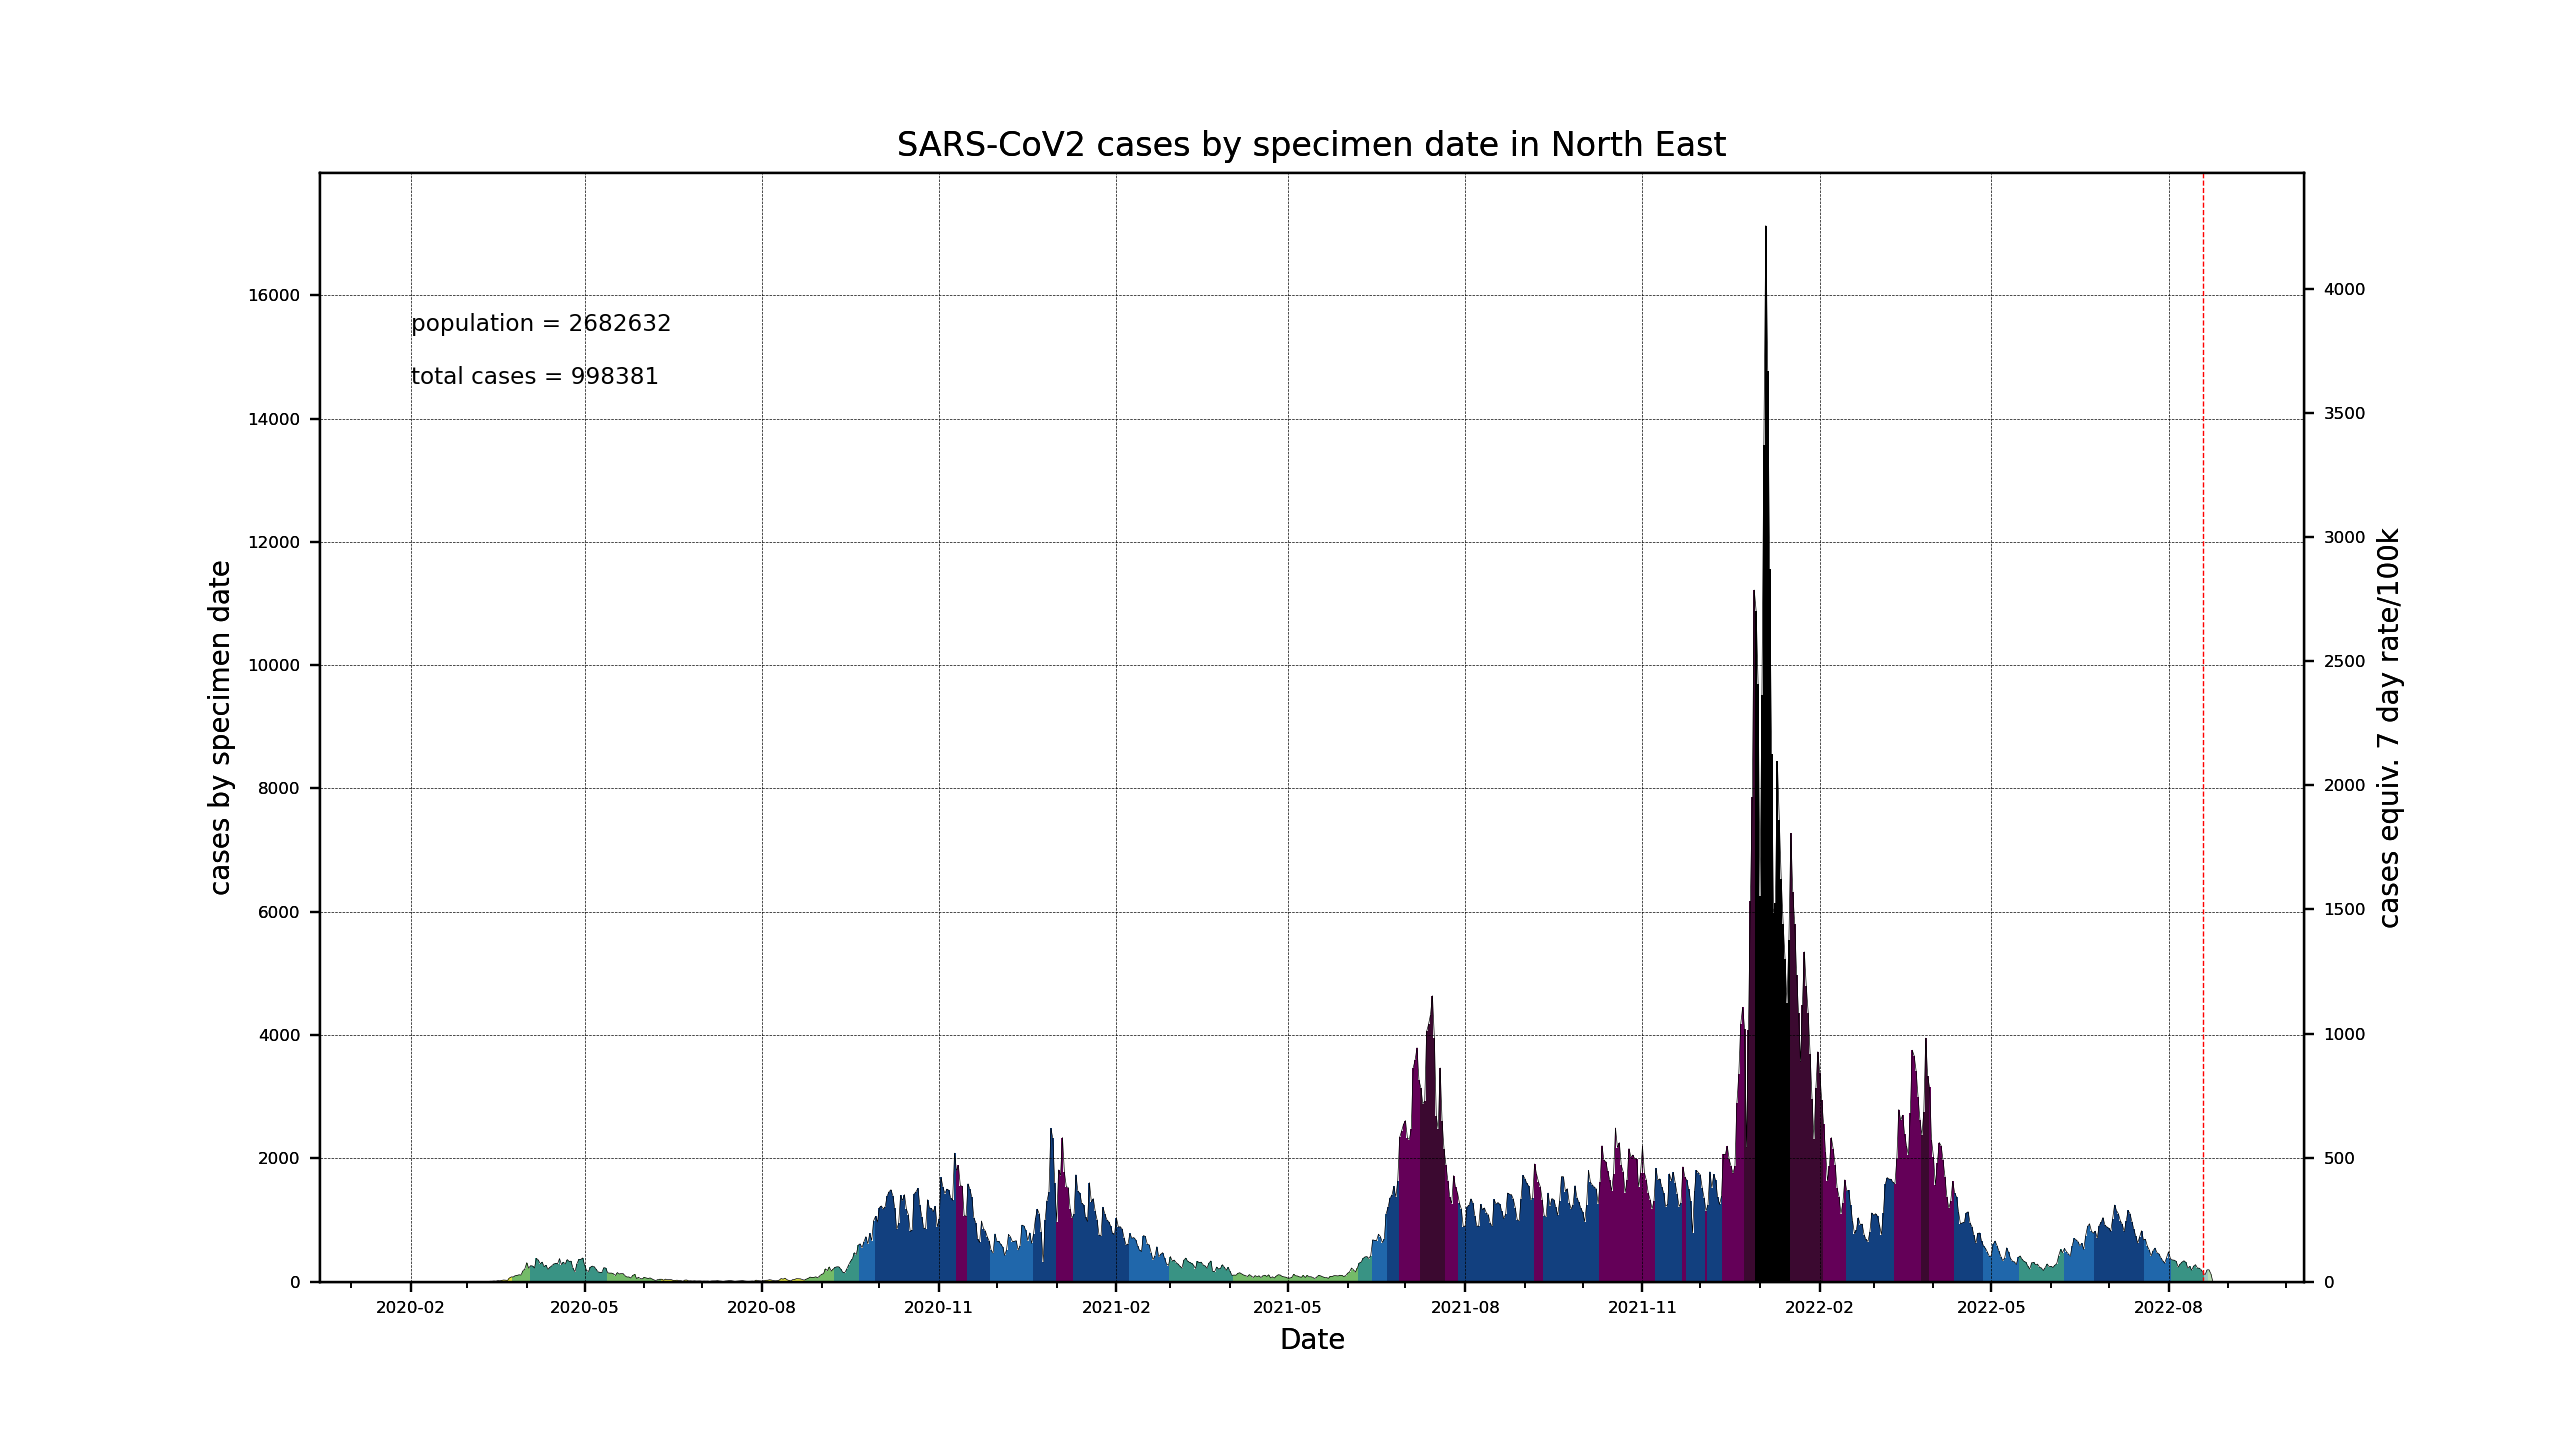 SARS-CoV2 cases by specimen date in North East
population = 2682632
total cases = 998381
cases by specimen date
16000
14000
12000
10000
8000
6000
4000
2000
0
4000
3500
3000
2500
2000
1500
1000
500
0
cases equiv. 7 day rate/100k
2020-02 2020-05 2020-08 2020-11 2021-02 2021-05 2021-08 2021-11 2022-02 2022-05 2022-08
Date